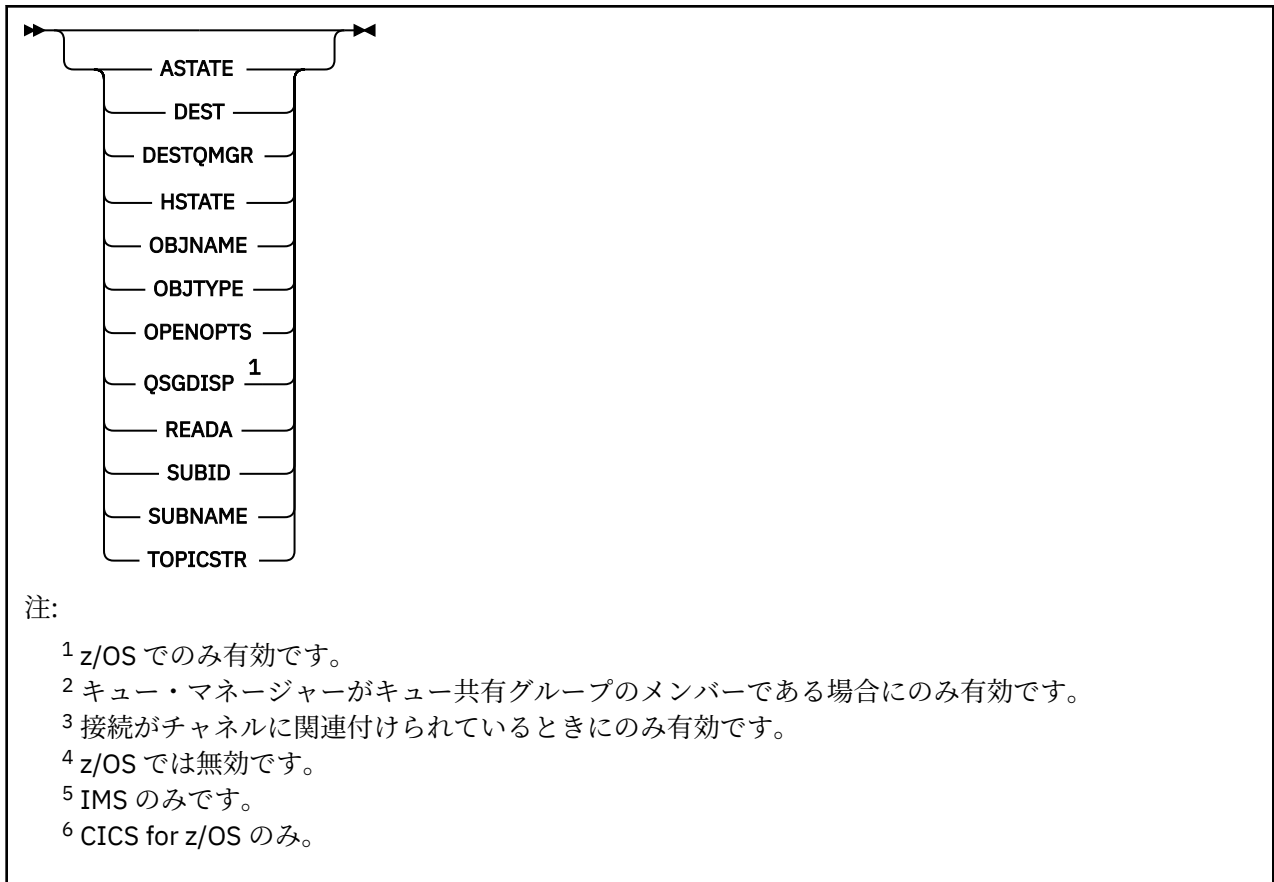 ASTATE
DEST
DESTQMGR
HSTATE
OBJNAME
OBJTYPE
OPENOPTS
QSGDISP 1
READA
SUBID
SUBNAME
TOPICSTR
注:
1 z/OS でのみ有効です。
2 キュー・マネージャーがキュー共有グループのメンバーである場合にのみ有効です。
3 接続がチャネルに関連付けられているときにのみ有効です。
4 z/OS では無効です。
5 IMS のみです。
6 CICS for z/OS のみ。